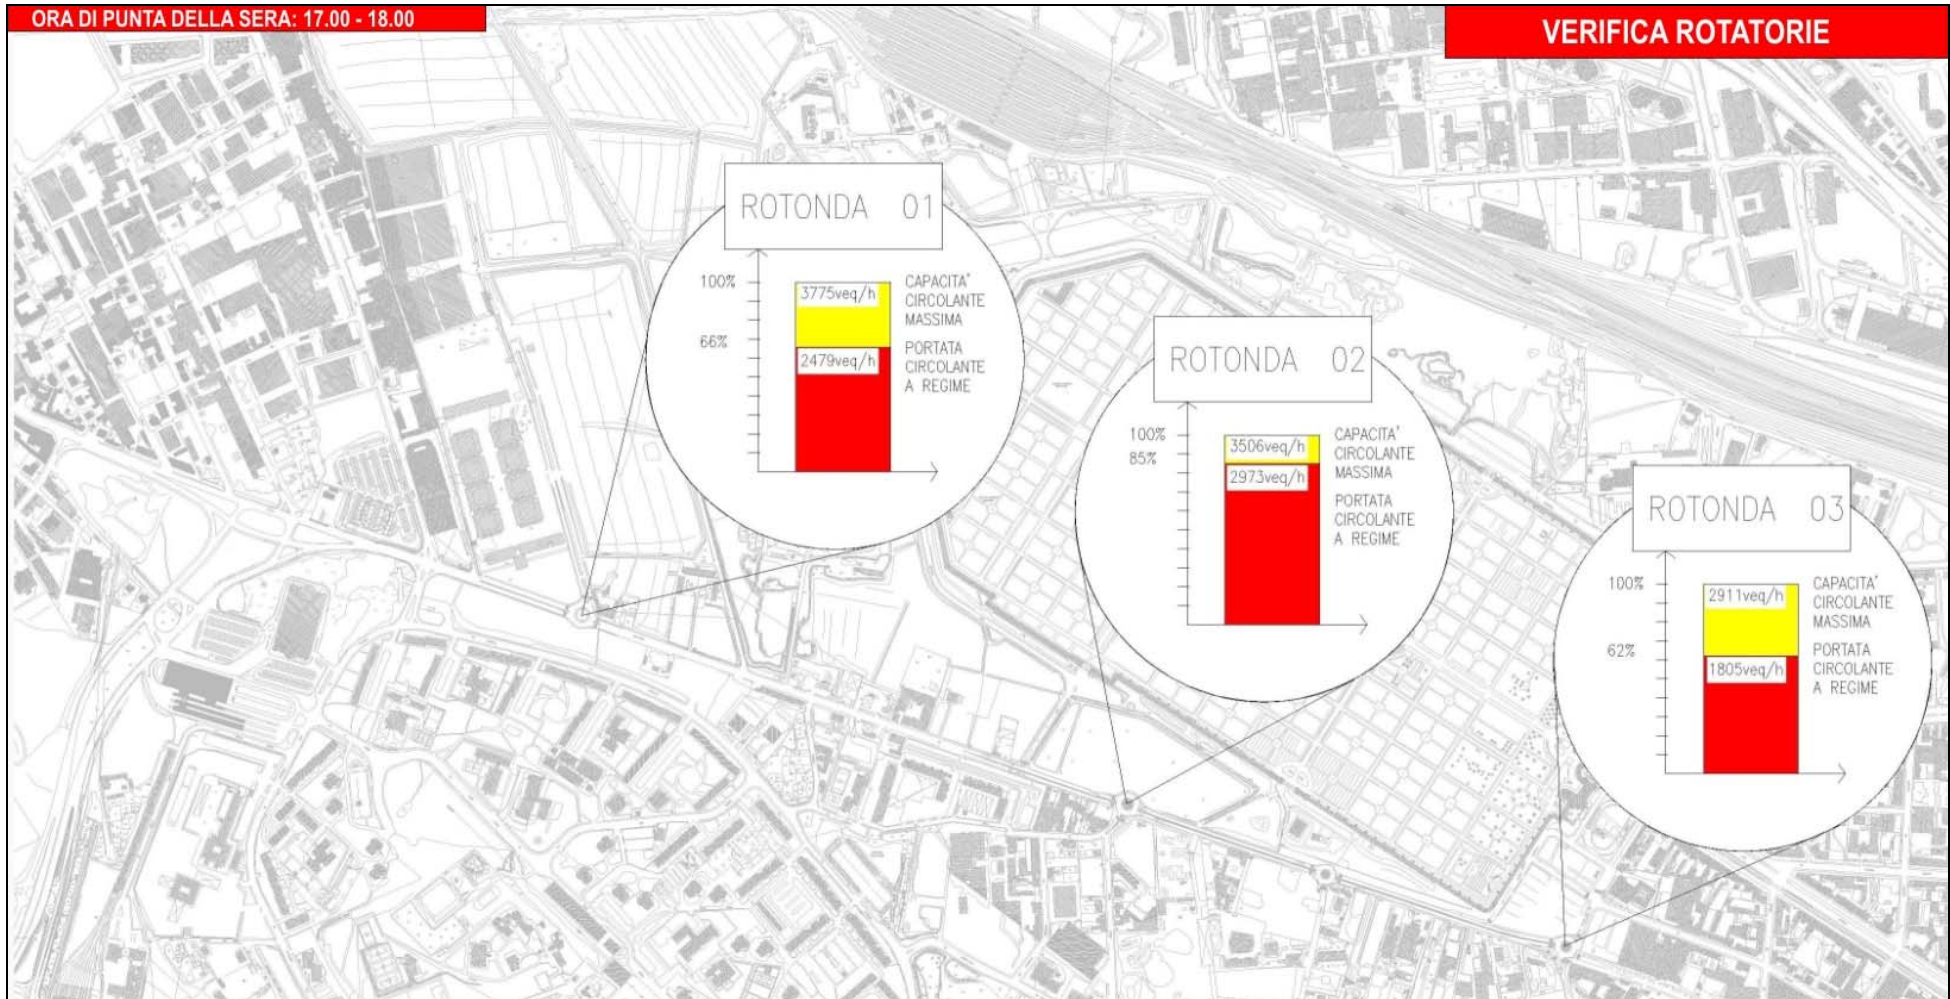 ORA DI PUNTA DELLA SERA: 17.00 - 18.00
VERIFICA ROTATORIE
ROTONDA 01
100%
66%
3775veq/h
2479veq/h
CAPACITA'
CIRCOLANTE
MASSIMA
PORTATA
CIRCOLANTE
A REGIME
ROTONDA 02
100%
85%
3506veq/h
2973veq/h
CAPACITA'
CIRCOLANTE
MASSIMA
PORTATA
CIRCOLANTE
A REGIME
ROTONDA 03
100%
62%
2911veq/h
1805veq/h
CAPACITA'
CIRCOLANTE
MASSIMA
PORTATA
CIRCOLANTE
A REGIME